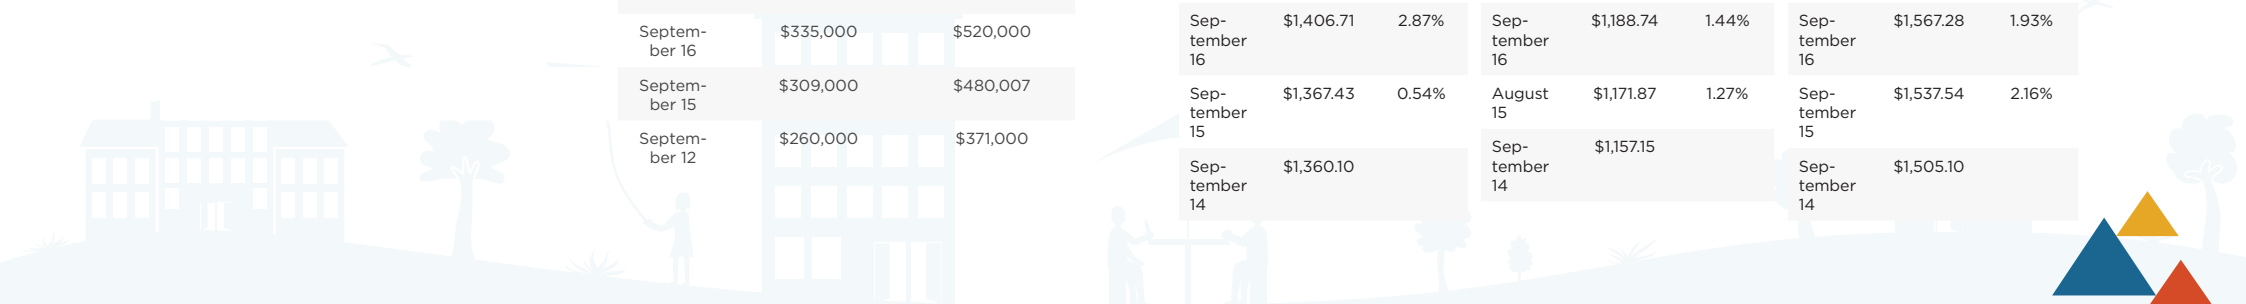 Septem-
ber 16 $335,000 $520,000
Septem-
ber 15 $309,000 $480,007
Septem-
ber 12 $260,000 $371,000
Sep- $1,406.71 2.87%
tember
16
Sep- $1,367.43 0.54%
tember
15
Sep- $1,360.10
tember
14
Sep- $1,188.74 1.44%
tember
16
August $1,171.87 1.27%
15
Sep- $1,157.15
tember
14
Sep- $1,567.28 1.93%
tember
16
Sep- $1,537.54 2.16%
tember
15
Sep- $1,505.10
tember
14